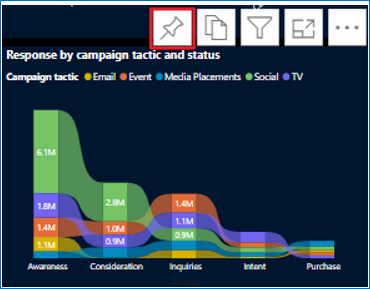 Response by campaign tactic and status
Campaign tactic Email Event Media Placements Social TV
6.1M
1.8M
1.4M
1.1M
2.8M
1.0M
0.9M
1.4M
1.1M
0.9M
Awareness Consideration Inquiries Intent Purchase
Status